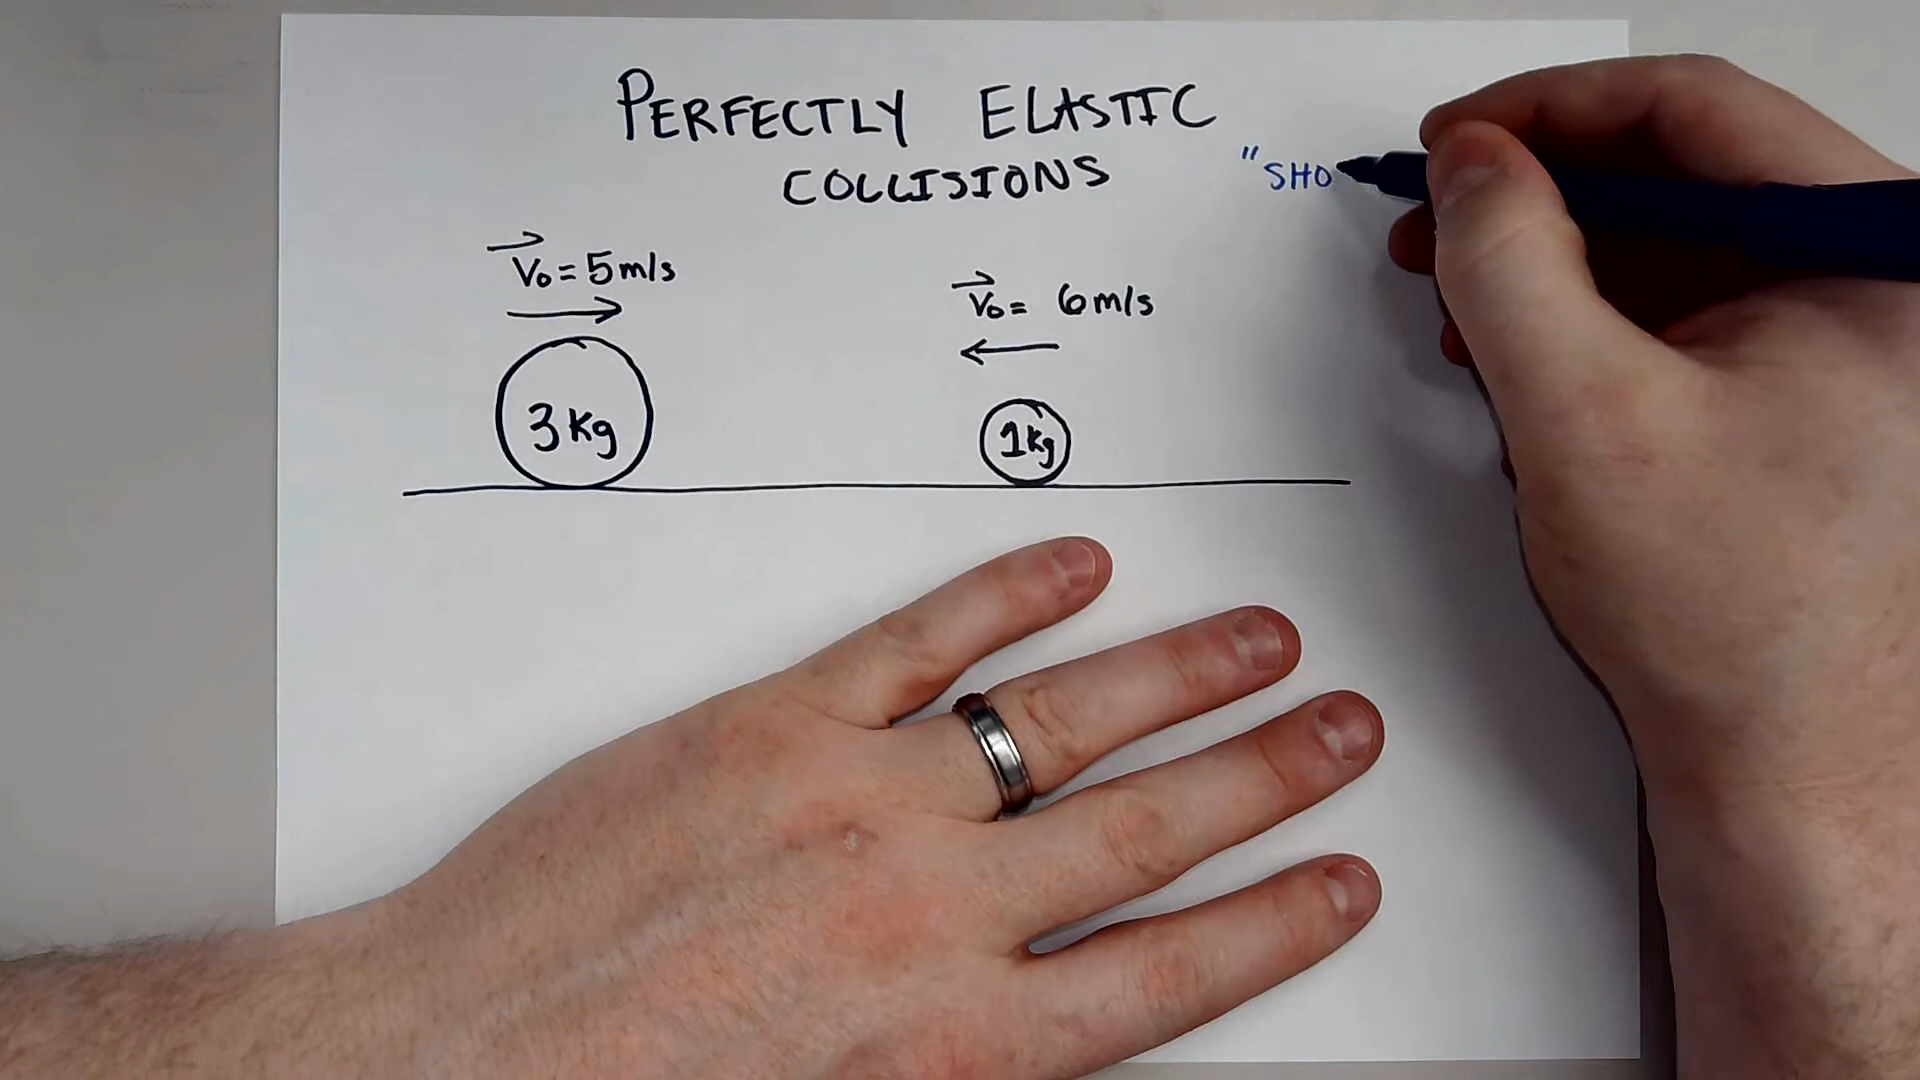 PERFECTLY ELASTIC
COLLISIONS
"SHO
V₀ = 5m/s
V₀ = 6m/s
3kg
1kg